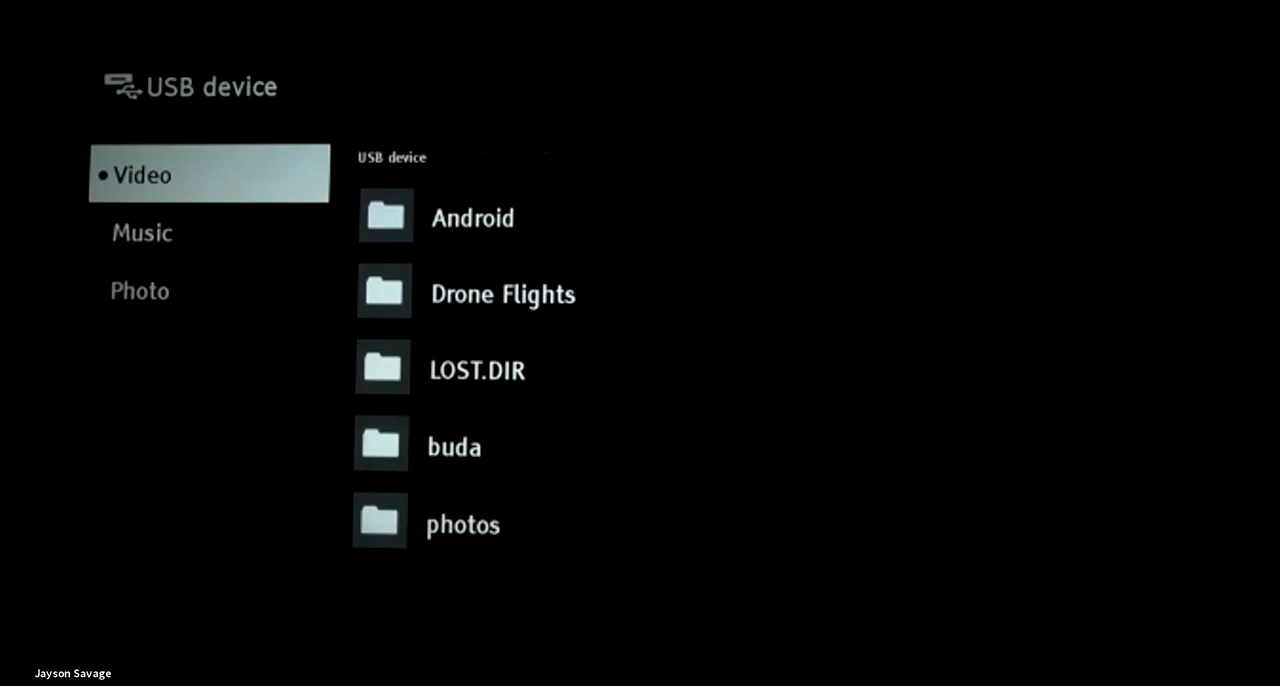 USB device
Video
Music
Photo
USB device
Android
Drone Flights
LOST.DIR
buda
photos
Jayson Savage